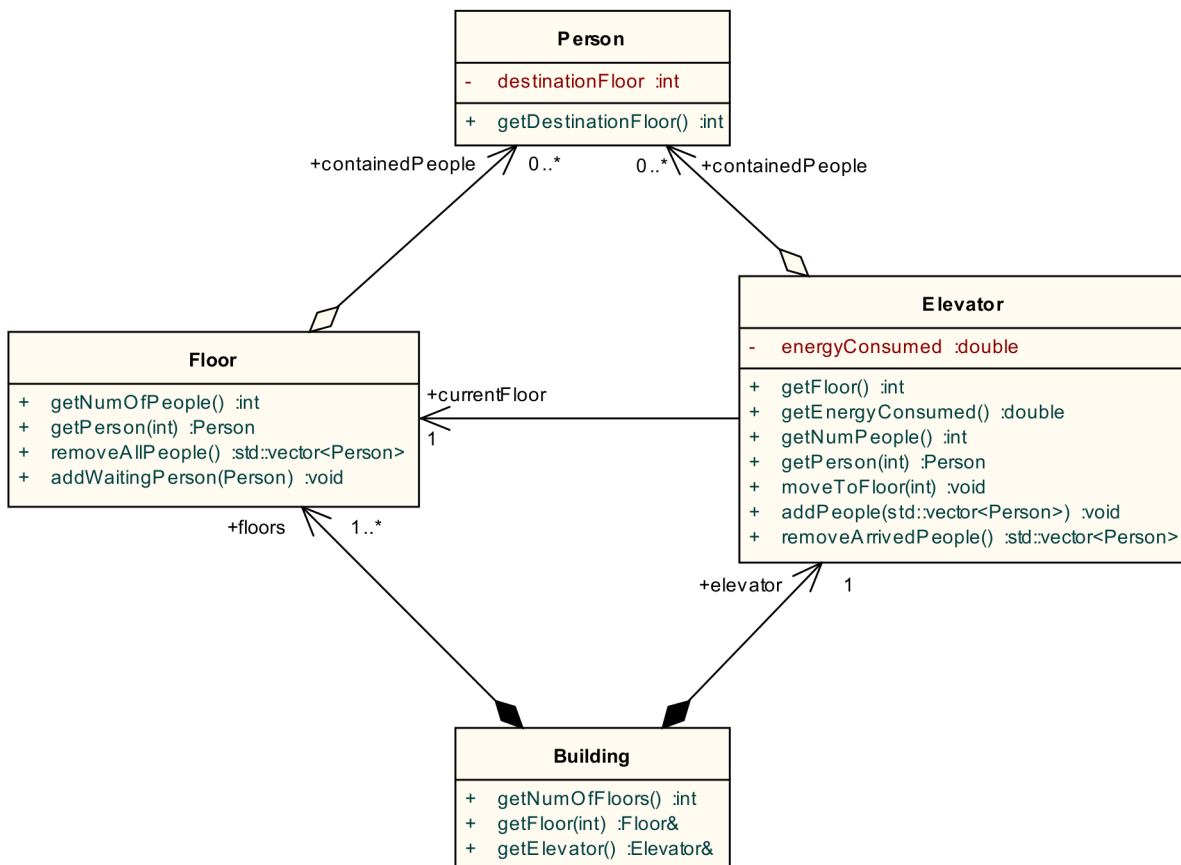 Person
- destinationFloor :int
+ getDestinationFloor() :int
+containedPeople 0..*
0..* +containedPeople
Elevator
- energyConsumed :double
+ getFloor() :int
+ getEnergyConsumed() :double
+ getNumPeople() :int
+ getPerson(int) :Person
+ moveToFloor(int) :void
+ addPeople(std::vector<Person>) :void
+ removeArrivedPeople() :std::vector<Person>
Floor
+ getNumOfPeople() :int
+ getPerson(int) :Person
+ removeAllPeople() :std::vector<Person>
+ addWaitingPerson(Person) :void
+currentFloor
1
+floors 1..*
+elevator 1
Building
+ getNumOfFloors() :int
+ getFloor(int) :Floor&
+ getElevator() :Elevator&